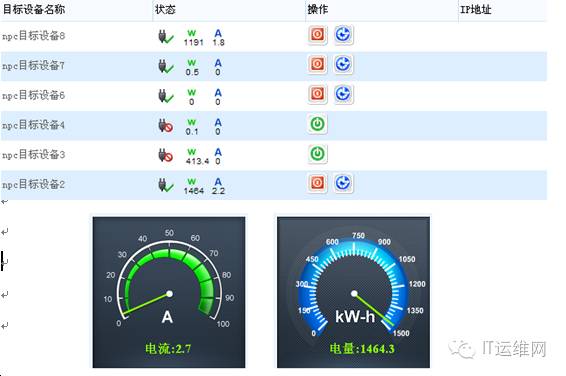 目标设备名称 状态 操作 IP地址
npc目标设备8 W 1191 A 1.8
npc目标设备7 W 0.5 A 0
npc目标设备6 W 0 A 0
npc目标设备4 W 0.1 A 0
npc目标设备3 W 413.4 A 0
npc目标设备2 W 1464 A 2.2
0 10 20 30 40 50 60 70 80 90 100
A
电流:2.7
0 150 300 450 600 750 900 1050 1200 1350 1500
kW-h
电量:1464.3
IT运维网